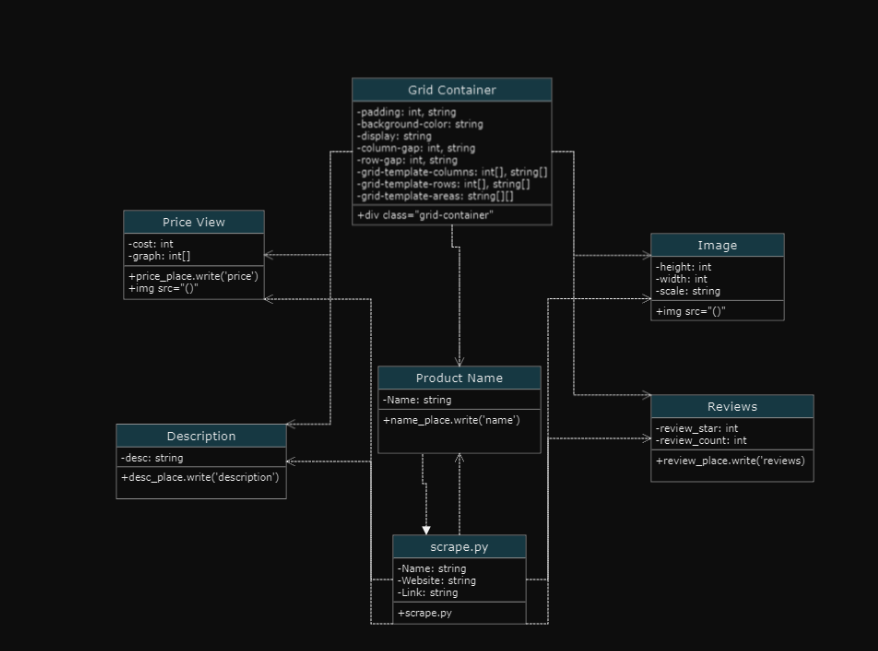 Grid Container
-padding: int, string
-background-color: string
-display: string
-column-gap: int, string
-row-gap: int, string
-grid-template-columns: int[], string[]
-grid-template-rows: int[], string[]
-grid-template-areas: string[][]
+div class="grid-container"
Price View
-cost: int
-graph: int[]
+price_place.write('price')
+img src="()"
Image
-height: int
-width: int
-scale: string
+img src="()"
Product Name
-Name: string
+name_place.write('name')
Description
-desc: string
+desc_place.write('description')
Reviews
-review_star: int
-review_count: int
+review_place.write('reviews)
scrape.py
-Name: string
-Website: string
-Link: string
+scrape.py